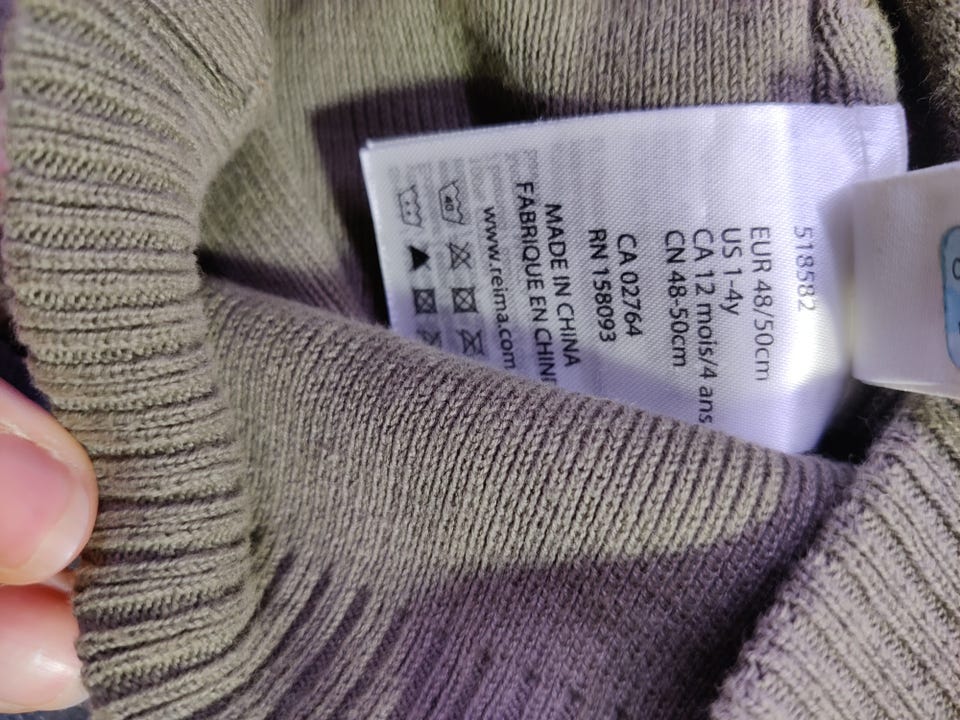 518582
EUR 48/50cm
US 1-4y
CA 12 mois/4 ans
CN 48-50cm
CA 02764
RN 158093
MADE IN CHINA
FABRIQUE EN CHINE
www.reima.com
40